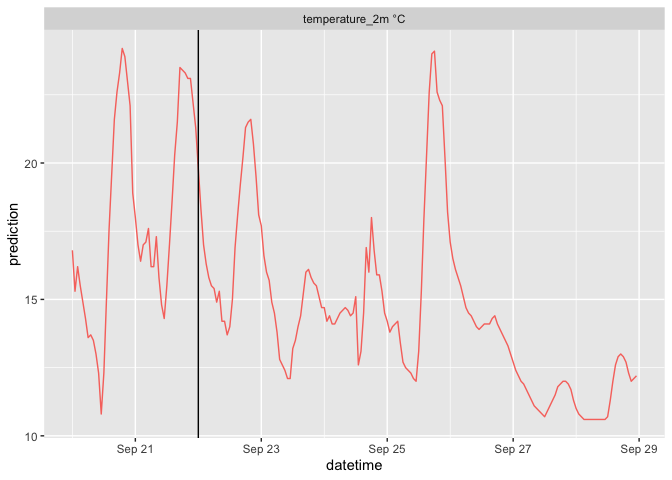 temperature_2m °C
prediction
20
15
10
Sep 21
Sep 23
Sep 25
Sep 27
Sep 29
datetime